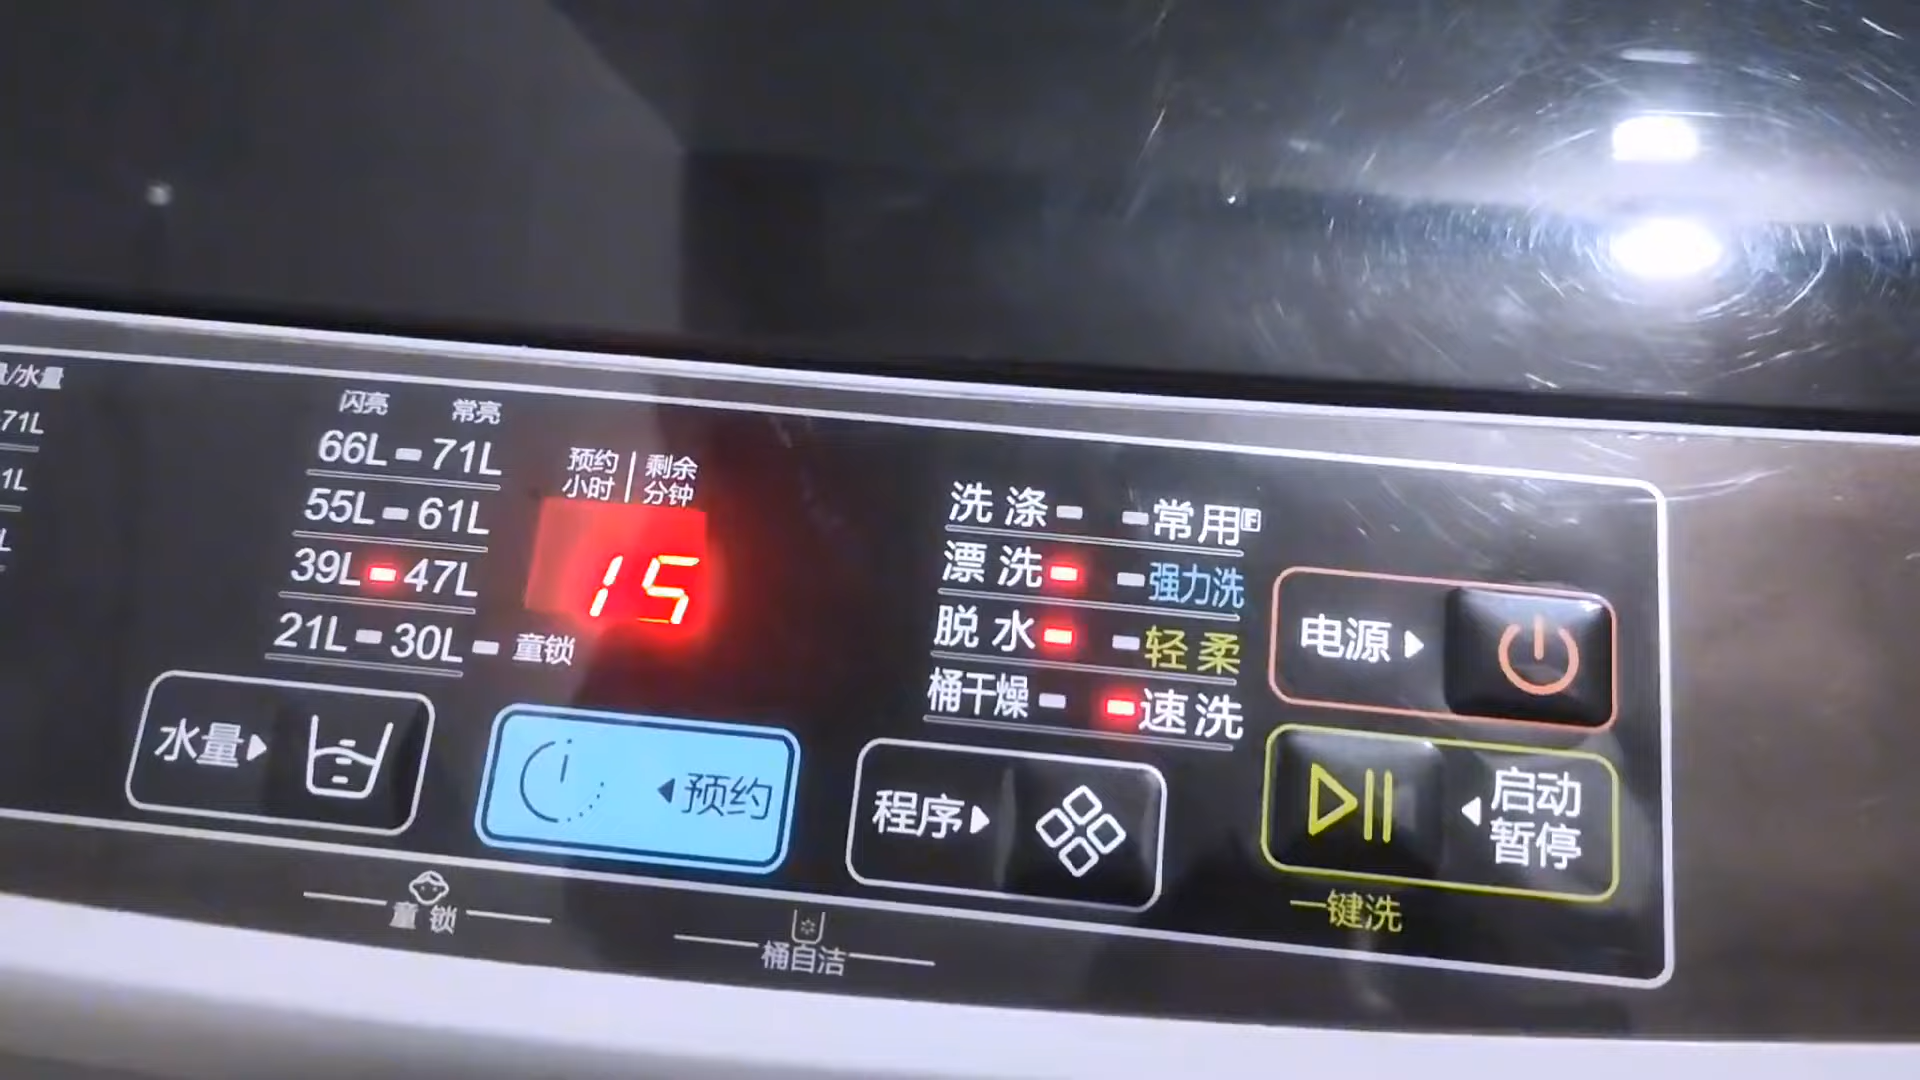 量/水量
71L
1L
L
闪亮 常亮
66L 71L
55L 61L
39L 47L
21L 30L 童锁
预约 剩余
小时 分钟
15
洗涤 常用F
漂洗 强力洗
脱水 轻柔
桶干燥 速洗
电源
水量
预约
程序
启动
暂停
一键洗
童锁
桶自洁